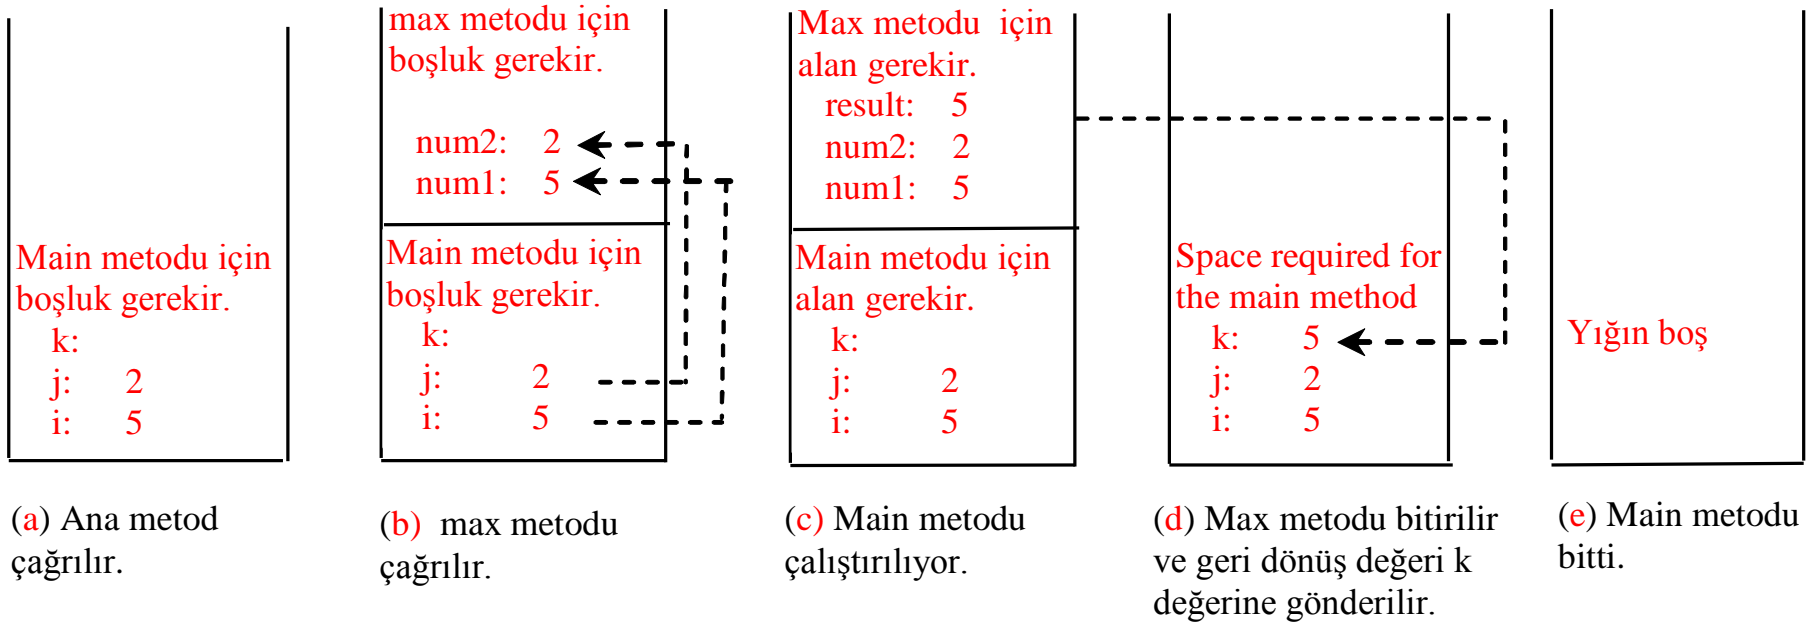 Main metodu için
boşluk gerekir.
k:
j: 2
i: 5
(a) Ana metod
çağrılır.
max metodu için
boşluk gerekir.
num2: 2
num1: 5
Main metodu için
boşluk gerekir.
k:
j: 2
i: 5
(b) max metodu
çağrılır.
Max metodu için
alan gerekir.
result: 5
num2: 2
num1: 5
Main metodu için
alan gerekir.
k:
j: 2
i: 5
(c) Main metodu
çalıştırılıyor.
Space required for
the main method
k: 5
j: 2
i: 5
(d) Max metodu bitirilir
ve geri dönüş değeri k
değerine gönderilir.
Yığın boş
(e) Main metodu
bitti.